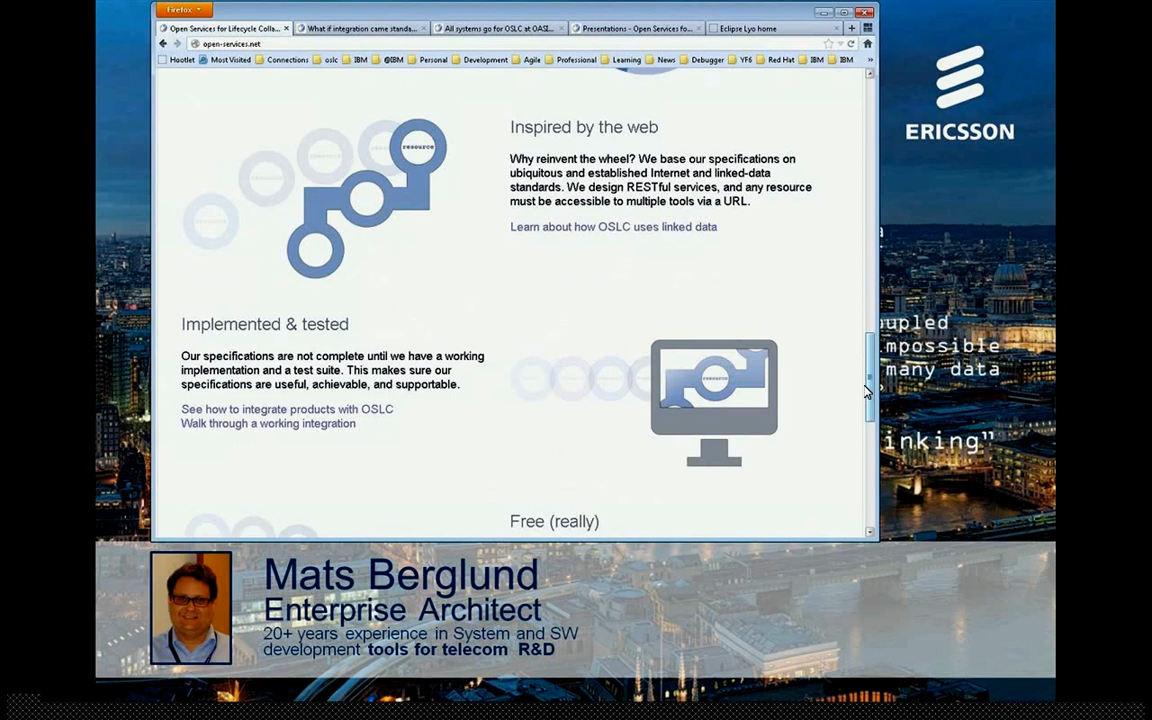 Firefox
Open Services for Lifecycle Colla...
What if integration came standa...
All systems go for OSLC at OASI...
Presentations - Open Services fo...
Eclipse Lyo home
open-services.net
Hootlet
Most Visited
Connections
oslc
IBM
@IBM
Personal
Development
Agile
Professional
Learning
News
Debugger
YF6
Red Hat
IBM
IBM
ERICSSON
resource
Inspired by the web
Why reinvent the wheel? We base our specifications on
ubiquitous and established Internet and linked-data
standards. We design RESTful services, and any resource
must be accessible to multiple tools via a URL.
Learn about how OSLC uses linked data
Implemented & tested
Our specifications are not complete until we have a working
implementation and a test suite. This makes sure our
specifications are useful, achievable, and supportable.
See how to integrate products with OSLC
Walk through a working integration
resource
Free (really)
a
upled
mpossible
many data
inking"
Mats Berglund
Enterprise Architect
20+ years experience in System and SW
development tools for telecom R&D